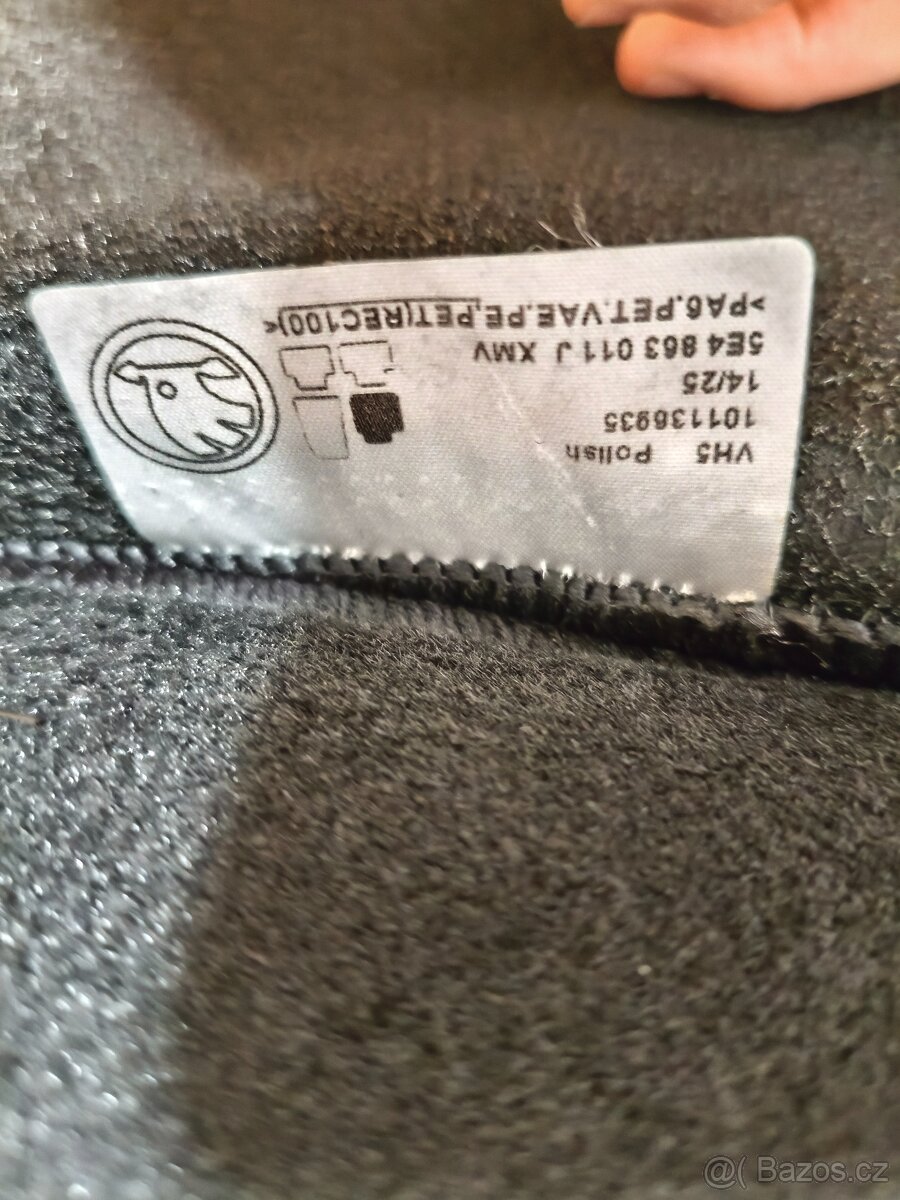 >PA6.PET.VAE.PE,PET(REC100)<
5E4 863 011 J XMV
14/25
101136935
VH5 Polish
@( Bazos.cz